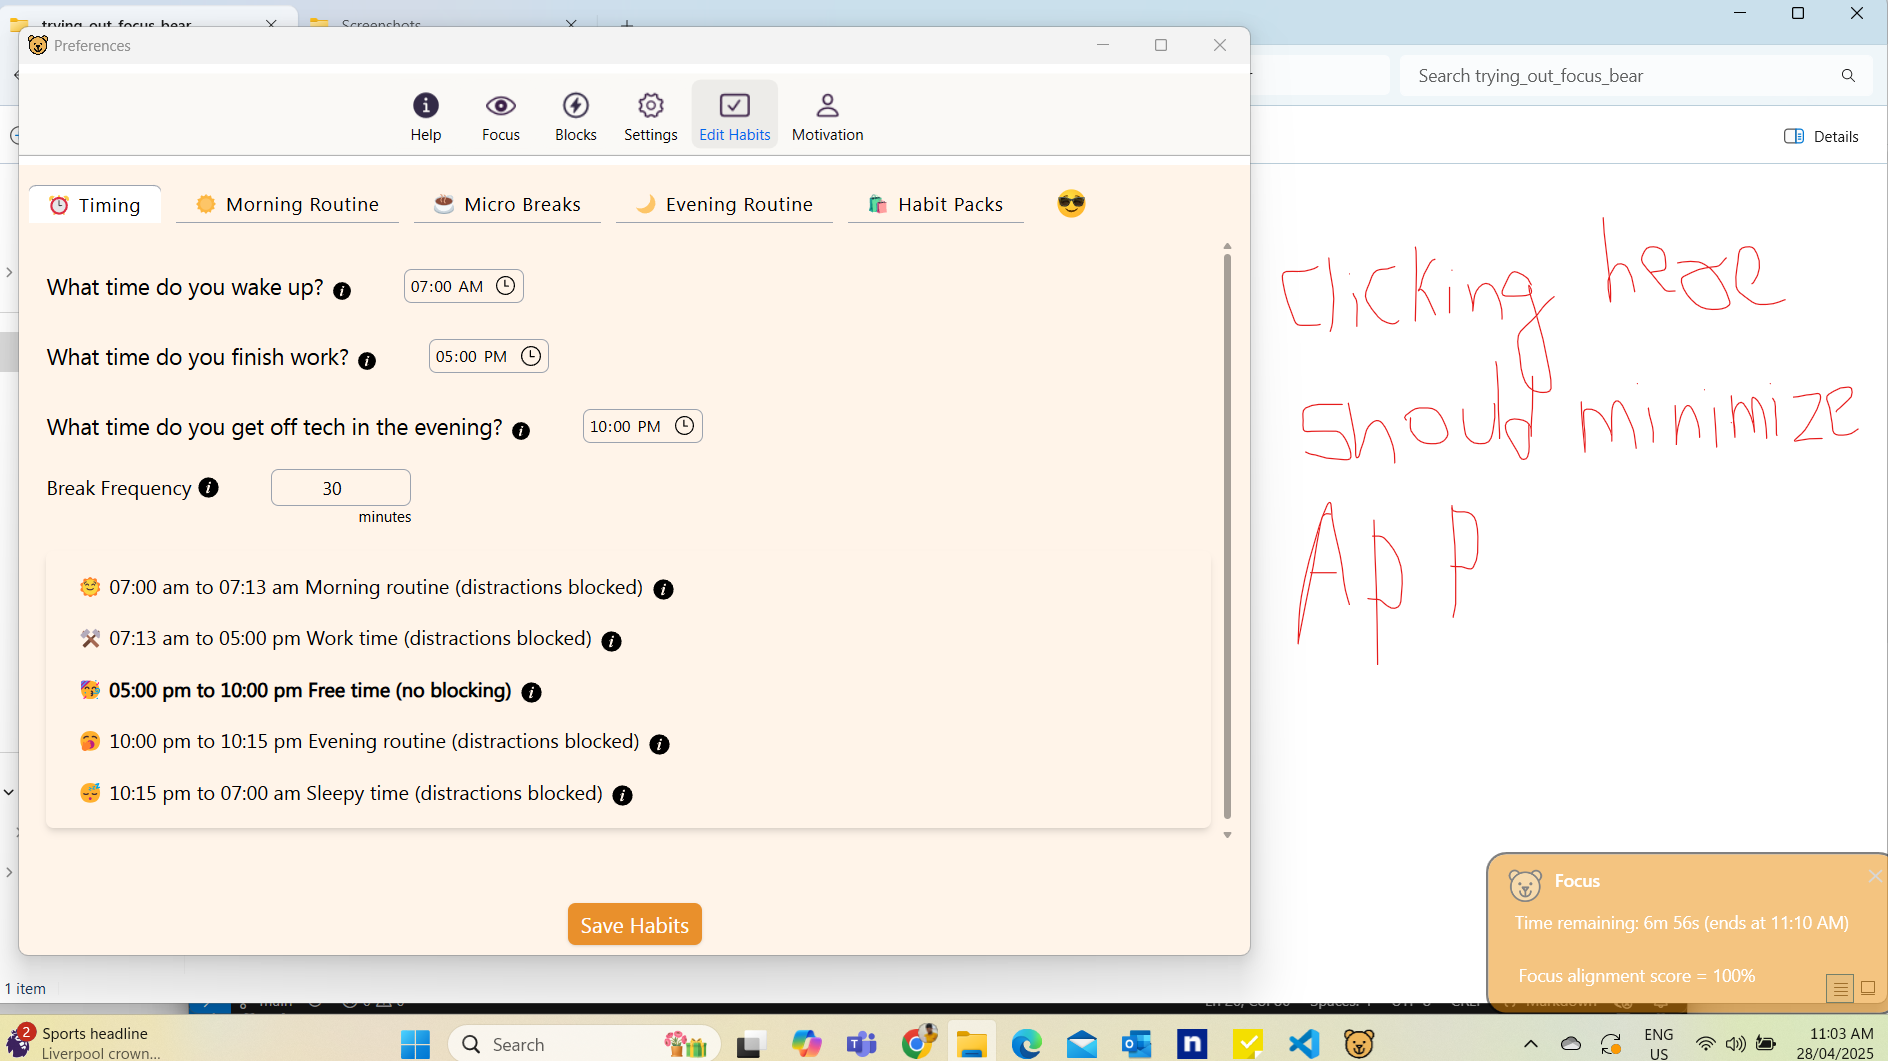 trying_out_focus_bear
Screenshots
Preferences
Search trying_out_focus_bear
Help
Focus
Blocks
Settings
Edit Habits
Motivation
Details
Timing
Morning Routine
Micro Breaks
Evening Routine
Habit Packs
What time do you wake up?
07:00 AM
What time do you finish work?
05:00 PM
What time do you get off tech in the evening?
10:00 PM
Break Frequency
30
minutes
07:00 am to 07:13 am Morning routine (distractions blocked)
07:13 am to 05:00 pm Work time (distractions blocked)
05:00 pm to 10:00 pm Free time (no blocking)
10:00 pm to 10:15 pm Evening routine (distractions blocked)
10:15 pm to 07:00 am Sleepy time (distractions blocked)
Save Habits
Clicking here
should minimize
App
Focus
Time remaining: 6m 56s (ends at 11:10 AM)
Focus alignment score = 100%
1 item
2
Sports headline
Liverpool crown...
Search
ENG
US
11:03 AM
28/04/2025